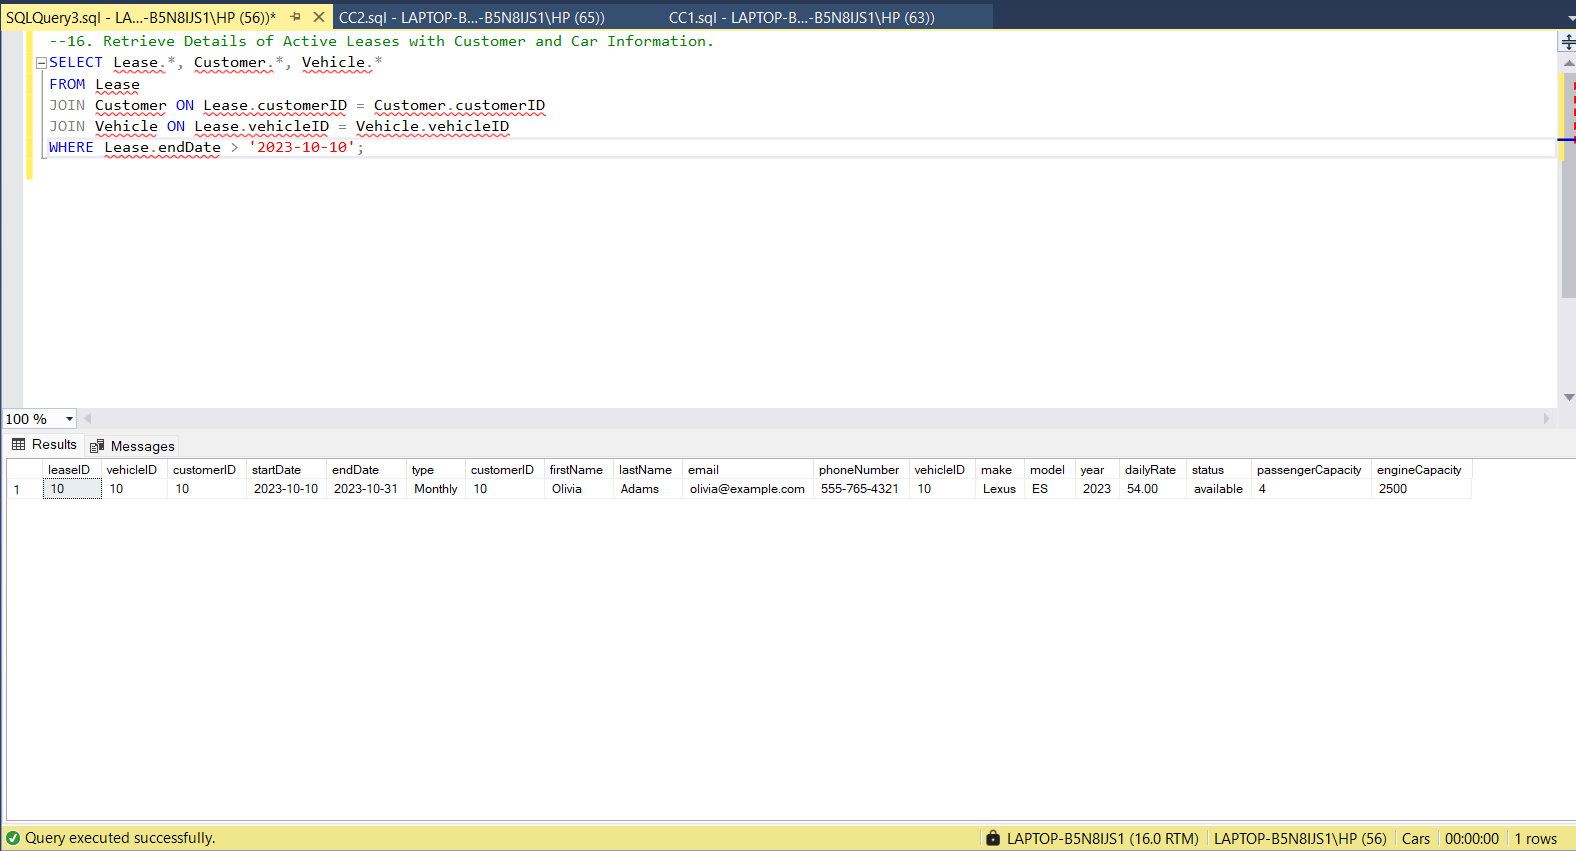 SQLQuery3.sql - LA...-B5N8IJS1\HP (56))* CC2.sql - LAPTOP-B...-B5N8IJS1\HP (65)) CC1.sql - LAPTOP-B...-B5N8IJS1\HP (63))
--16. Retrieve Details of Active Leases with Customer and Car Information.
SELECT Lease.*, Customer.*, Vehicle.*
FROM Lease
JOIN Customer ON Lease.customerID = Customer.customerID
JOIN Vehicle ON Lease.vehicleID = Vehicle.vehicleID
WHERE Lease.endDate > '2023-10-10';
100 %
Results Messages
leaseID vehicleID customerID startDate endDate type customerID firstName lastName email phoneNumber vehicleID make model year dailyRate status passengerCapacity engineCapacity
1 10 10 10 2023-10-10 2023-10-31 Monthly 10 Olivia Adams olivia@example.com 555-765-4321 10 Lexus ES 2023 54.00 available 4 2500
Query executed successfully. LAPTOP-B5N8IJS1 (16.0 RTM) LAPTOP-B5N8IJS1\HP (56) Cars 00:00:00 1 rows